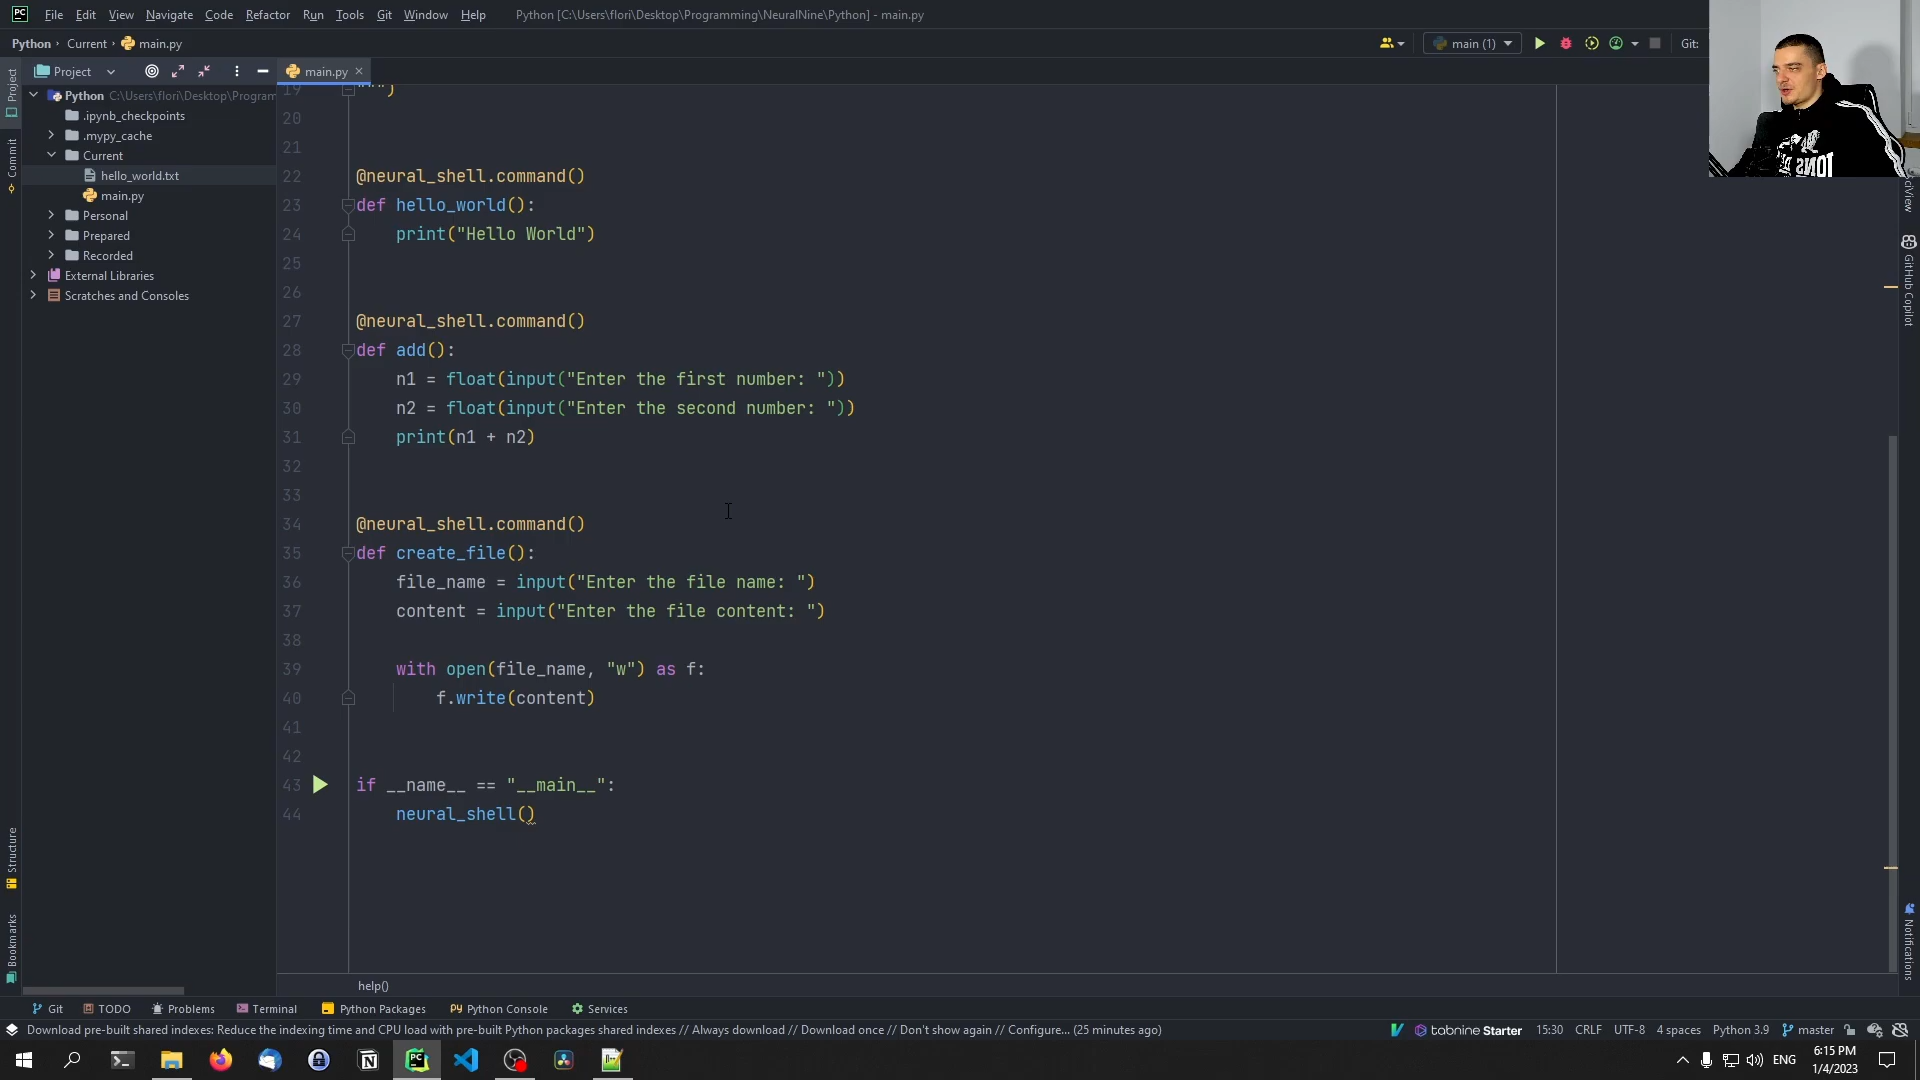 File Edit View Navigate Code Refactor Run Tools Git Window Help Python [C:\Users\flori\Desktop\Programming\NeuralNine\Python] - main.py
Python Current main.py
main (1)
Git:
Project
main.py
Python C:\Users\flori\Desktop\Program
.ipynb_checkpoints
.mypy_cache
Current
hello_world.txt
main.py
Personal
Prepared
Recorded
External Libraries
Scratches and Consoles
Project
Commit
Structure
Bookmarks
19 """)
20
21
22 @neural_shell.command()
23 def hello_world():
24     print("Hello World")
25
26
27 @neural_shell.command()
28 def add():
29     n1 = float(input("Enter the first number: "))
30     n2 = float(input("Enter the second number: "))
31     print(n1 + n2)
32
33
34 @neural_shell.command()
35 def create_file():
36     file_name = input("Enter the file name: ")
37     content = input("Enter the file content: ")
38
39     with open(file_name, "w") as f:
40         f.write(content)
41
42
43 if __name__ == "__main__":
44     neural_shell()
help()
SciView
GitHub Copilot
Notifications
Git TODO Problems Terminal Python Packages Python Console Services
Download pre-built shared indexes: Reduce the indexing time and CPU load with pre-built Python packages shared indexes // Always download // Download once // Don't show again // Configure... (25 minutes ago)
tabnine Starter 15:30 CRLF UTF-8 4 spaces Python 3.9 master
ENG
6:15 PM
1/4/2023